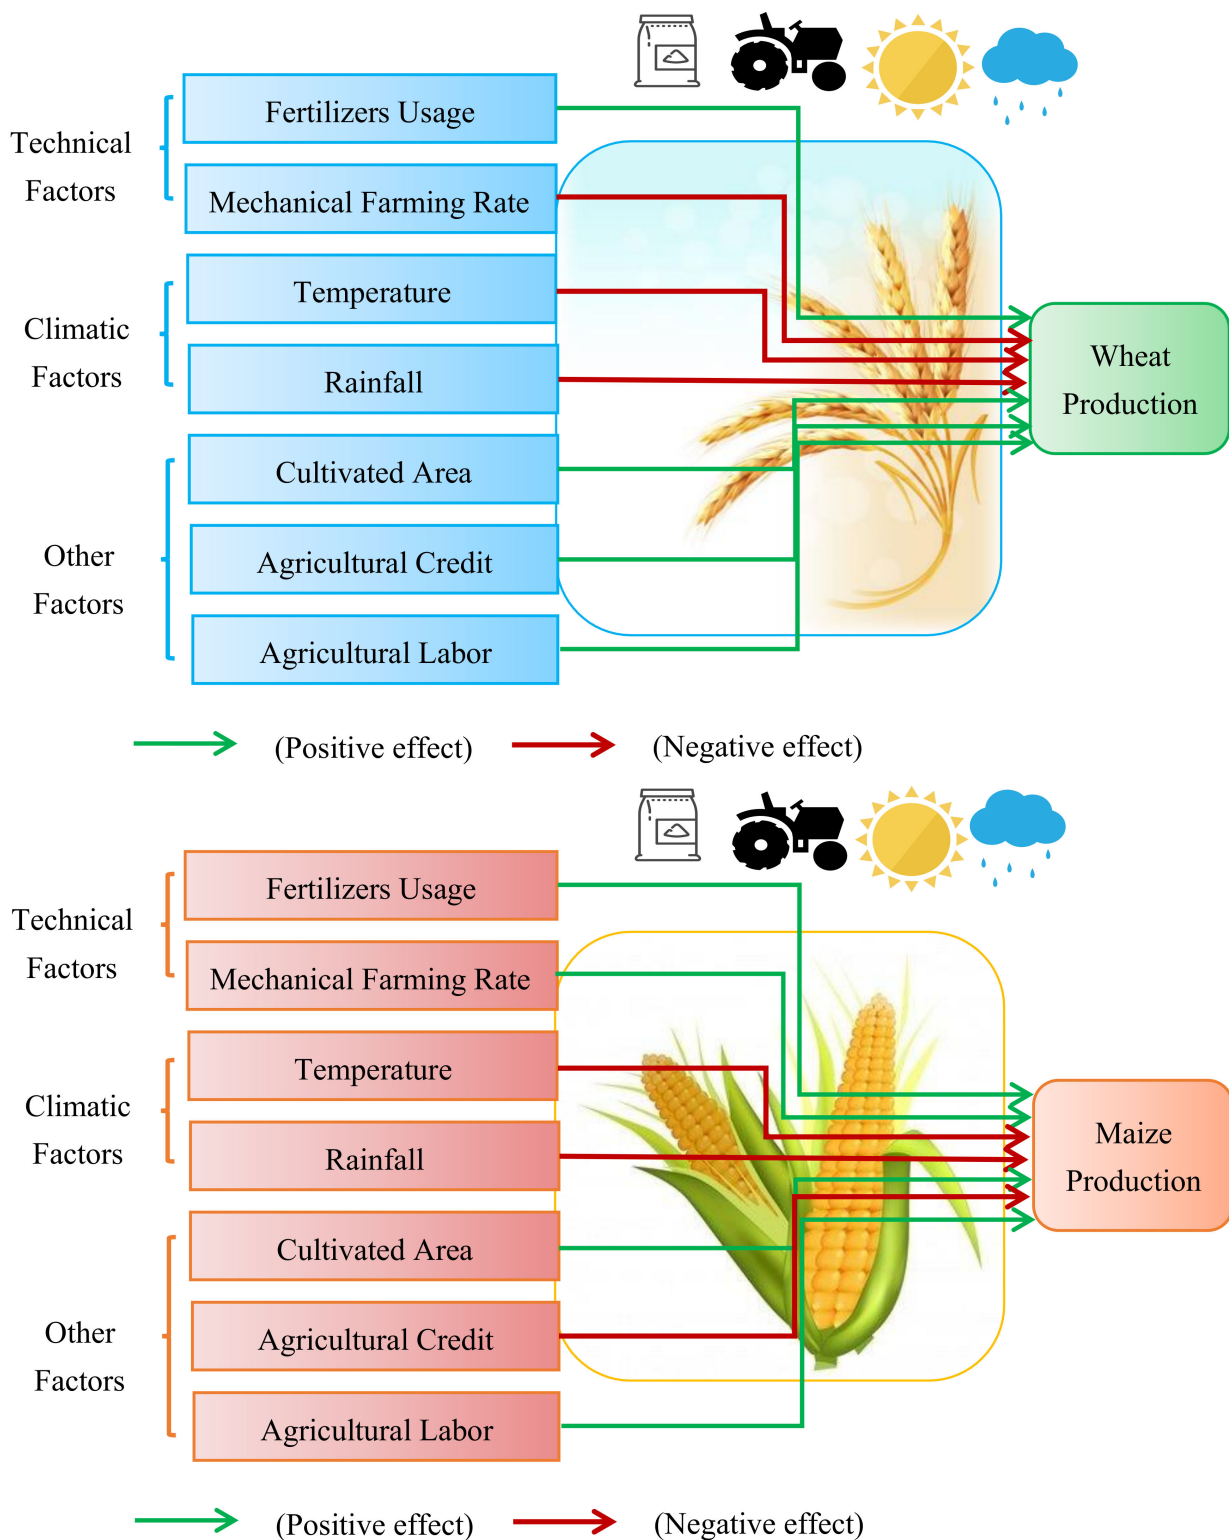 Technical
Factors
Fertilizers Usage
Mechanical Farming Rate
Climatic
Factors
Temperature
Rainfall
Other
Factors
Cultivated Area
Agricultural Credit
Agricultural Labor
Wheat
Production
(Positive effect)
(Negative effect)
Technical
Factors
Fertilizers Usage
Mechanical Farming Rate
Climatic
Factors
Temperature
Rainfall
Other
Factors
Cultivated Area
Agricultural Credit
Agricultural Labor
Maize
Production
(Positive effect)
(Negative effect)